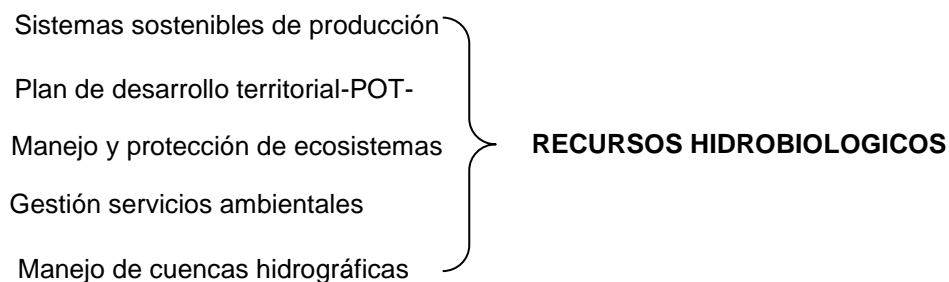 Sistemas sostenibles de producción
Plan de desarrollo territorial-POT-
Manejo y protección de ecosistemas
Gestión servicios ambientales
Manejo de cuencas hidrográficas
RECURSOS HIDROBIOLOGICOS